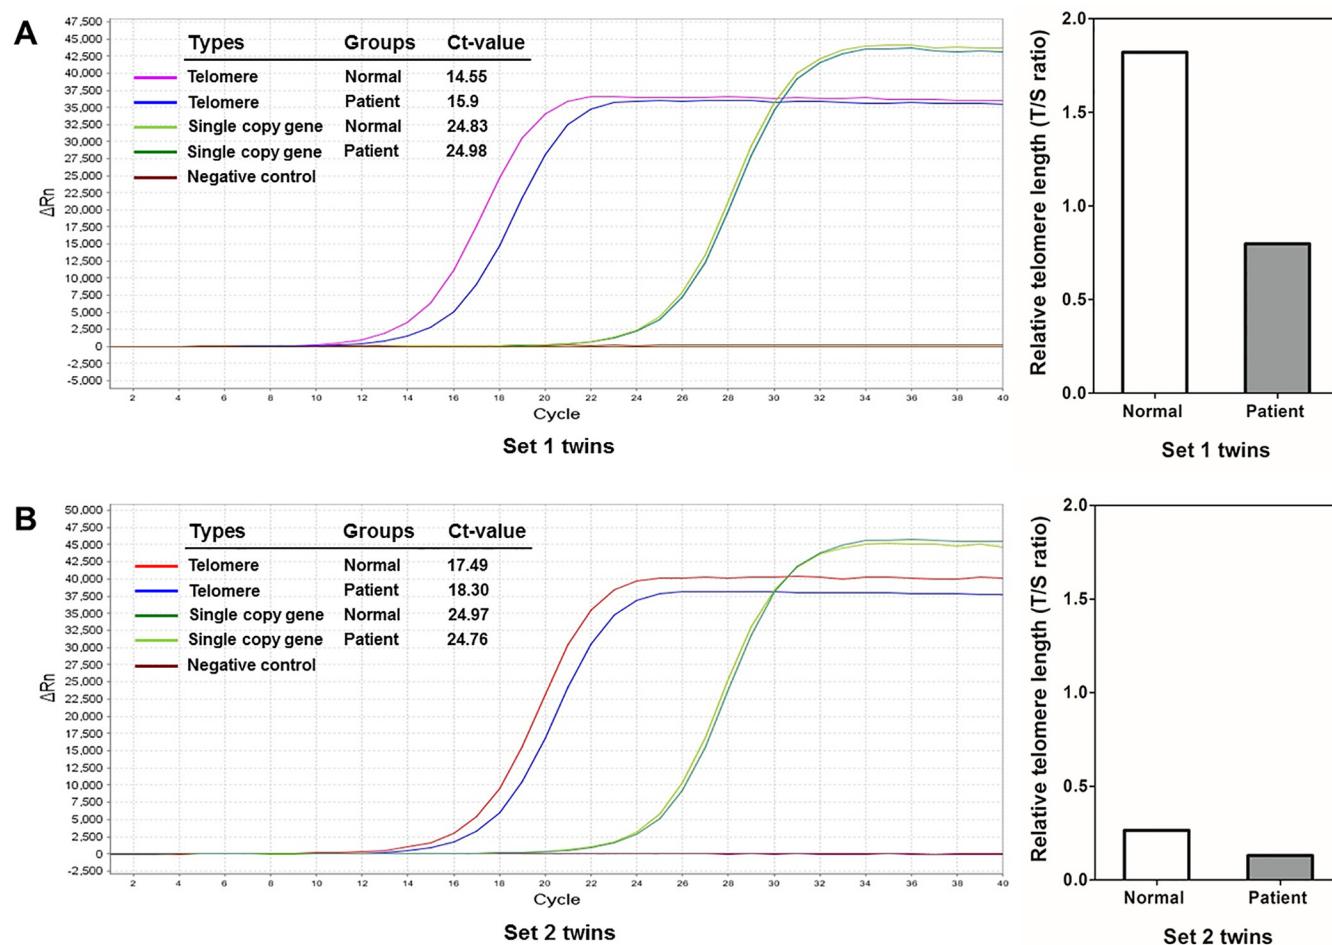 A
47,500
45,000
42,500
40,000
37,500
35,000
32,500
30,000
27,500
25,000
22,500
20,000
17,500
15,000
12,500
10,000
7,500
5,000
2,500
0
-2,500
-5,000
ΔRn
Types Groups Ct-value
Telomere Normal 14.55
Telomere Patient 15.9
Single copy gene Normal 24.83
Single copy gene Patient 24.98
Negative control
2 4 6 8 10 12 14 16 18 20 22 24 26 28 30 32 34 36 38 40
Cycle
Set 1 twins
Relative telomere length (T/S ratio)
2.0
1.5
1.0
0.5
0.0
Normal Patient
Set 1 twins
B
50,000
47,500
45,000
42,500
40,000
37,500
35,000
32,500
30,000
27,500
25,000
22,500
20,000
17,500
15,000
12,500
10,000
7,500
5,000
2,500
0
-2,500
ΔRn
Types Groups Ct-value
Telomere Normal 17.49
Telomere Patient 18.30
Single copy gene Normal 24.97
Single copy gene Patient 24.76
Negative control
2 4 6 8 10 12 14 16 18 20 22 24 26 28 30 32 34 36 38 40
Cycle
Set 2 twins
Relative telomere length (T/S ratio)
2.0
1.5
1.0
0.5
0.0
Normal Patient
Set 2 twins